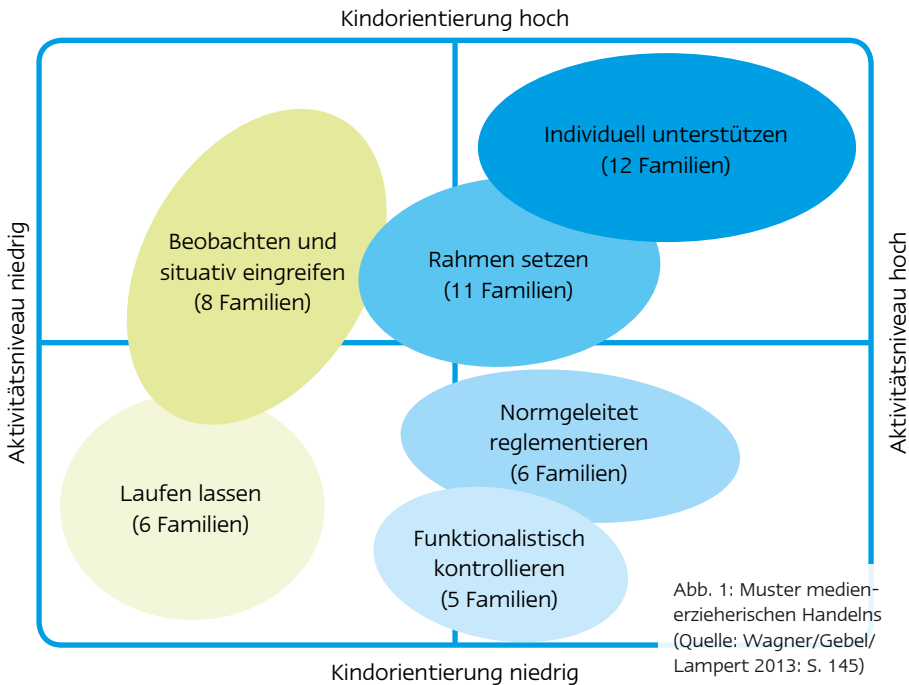 Kindorientierung hoch
Individuell unterstützen
(12 Familien)
Beobachten und
situativ eingreifen
(8 Familien)
Rahmen setzen
(11 Familien)
Aktivitätsniveau niedrig
Aktivitätsniveau hoch
Normgeleitet
reglementieren
(6 Familien)
Laufen lassen
(6 Familien)
Funktionalistisch
kontrollieren
(5 Familien)
Abb. 1: Muster medien-
erzieherischen Handelns
(Quelle: Wagner/Gebel/
Lampert 2013: S. 145)
Kindorientierung niedrig